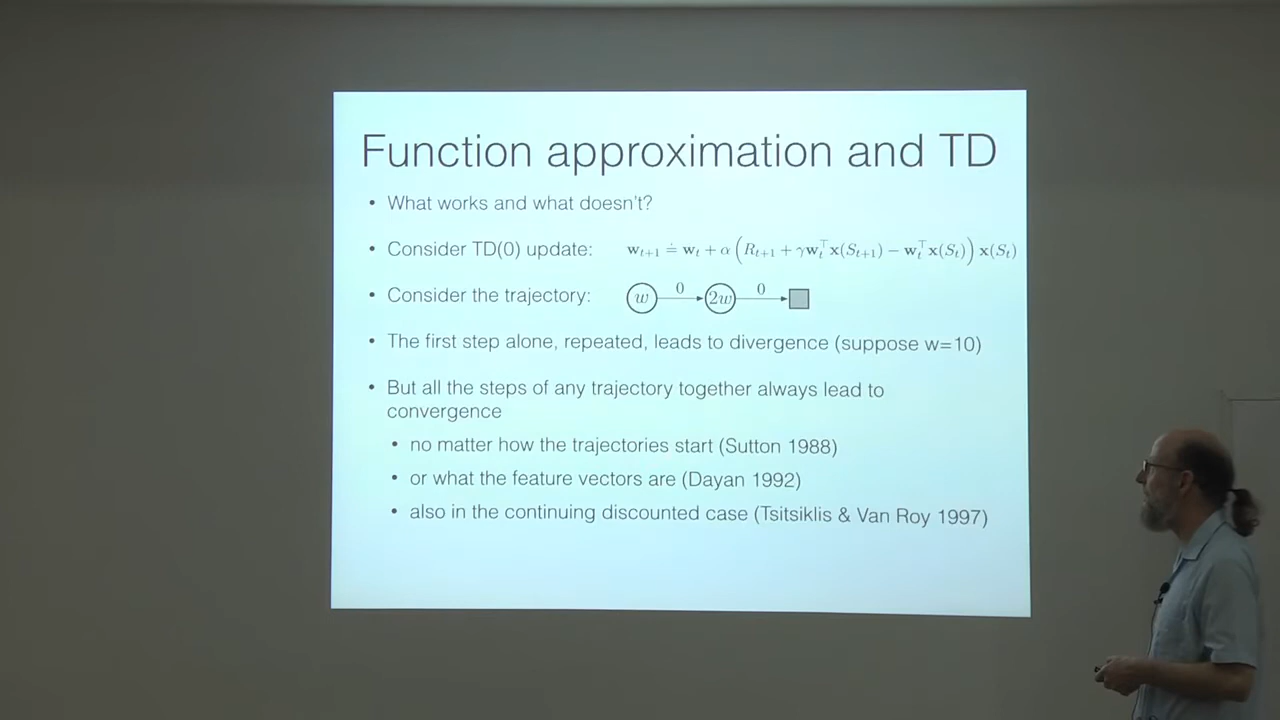 Function approximation and TD
• What works and what doesn't?
• Consider TD(0) update: w_{t+1} ≐ w_t + α (R_{t+1} + γw_t^⊤x(S_{t+1}) − w_t^⊤x(S_t)) x(S_t)
• Consider the trajectory: w 0 2w 0
• The first step alone, repeated, leads to divergence (suppose w=10)
• But all the steps of any trajectory together always lead to
convergence
• no matter how the trajectories start (Sutton 1988)
• or what the feature vectors are (Dayan 1992)
• also in the continuing discounted case (Tsitsiklis & Van Roy 1997)